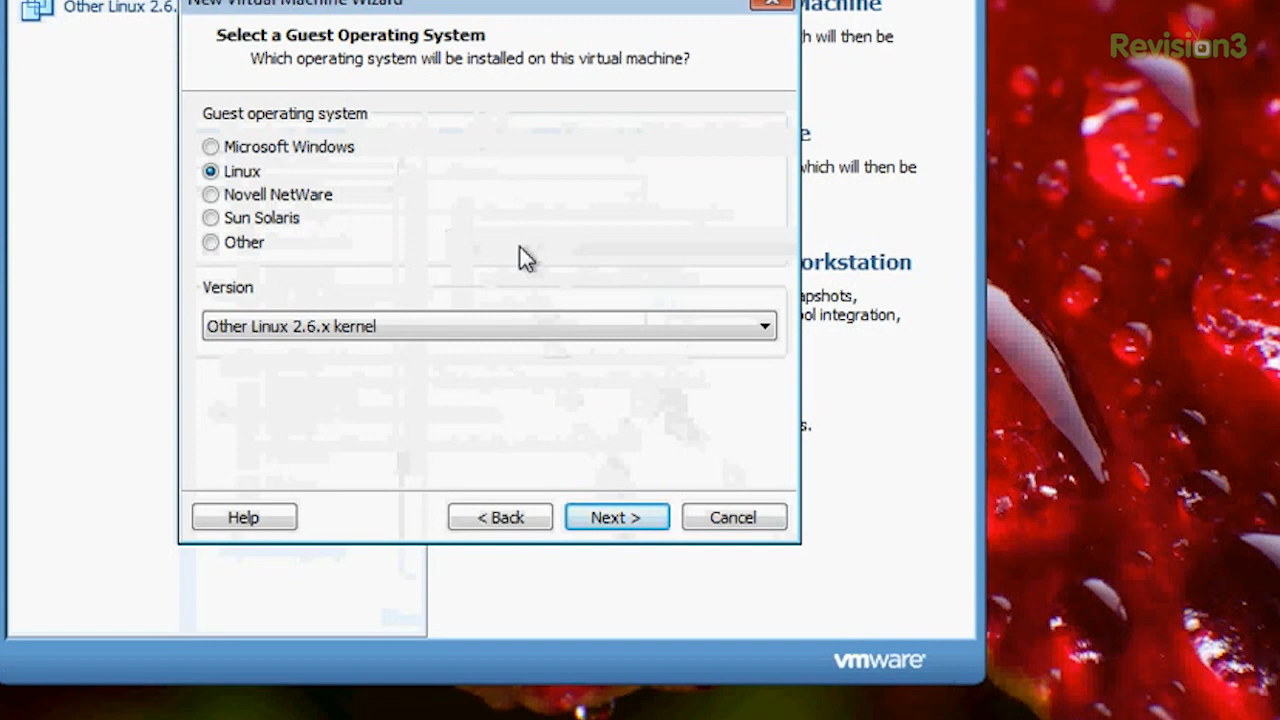 Other Linux 2.6.
New Virtual Machine Wizard
Machine
Select a Guest Operating System
Which operating system will be installed on this virtual machine?
h will then be
Revision3
Guest operating system
Microsoft Windows
Linux
Novell NetWare
Sun Solaris
Other
e
which will then be
orkstation
apshots,
ol integration,
Version
Other Linux 2.6.x kernel
s.
Help
< Back
Next >
Cancel
vmware